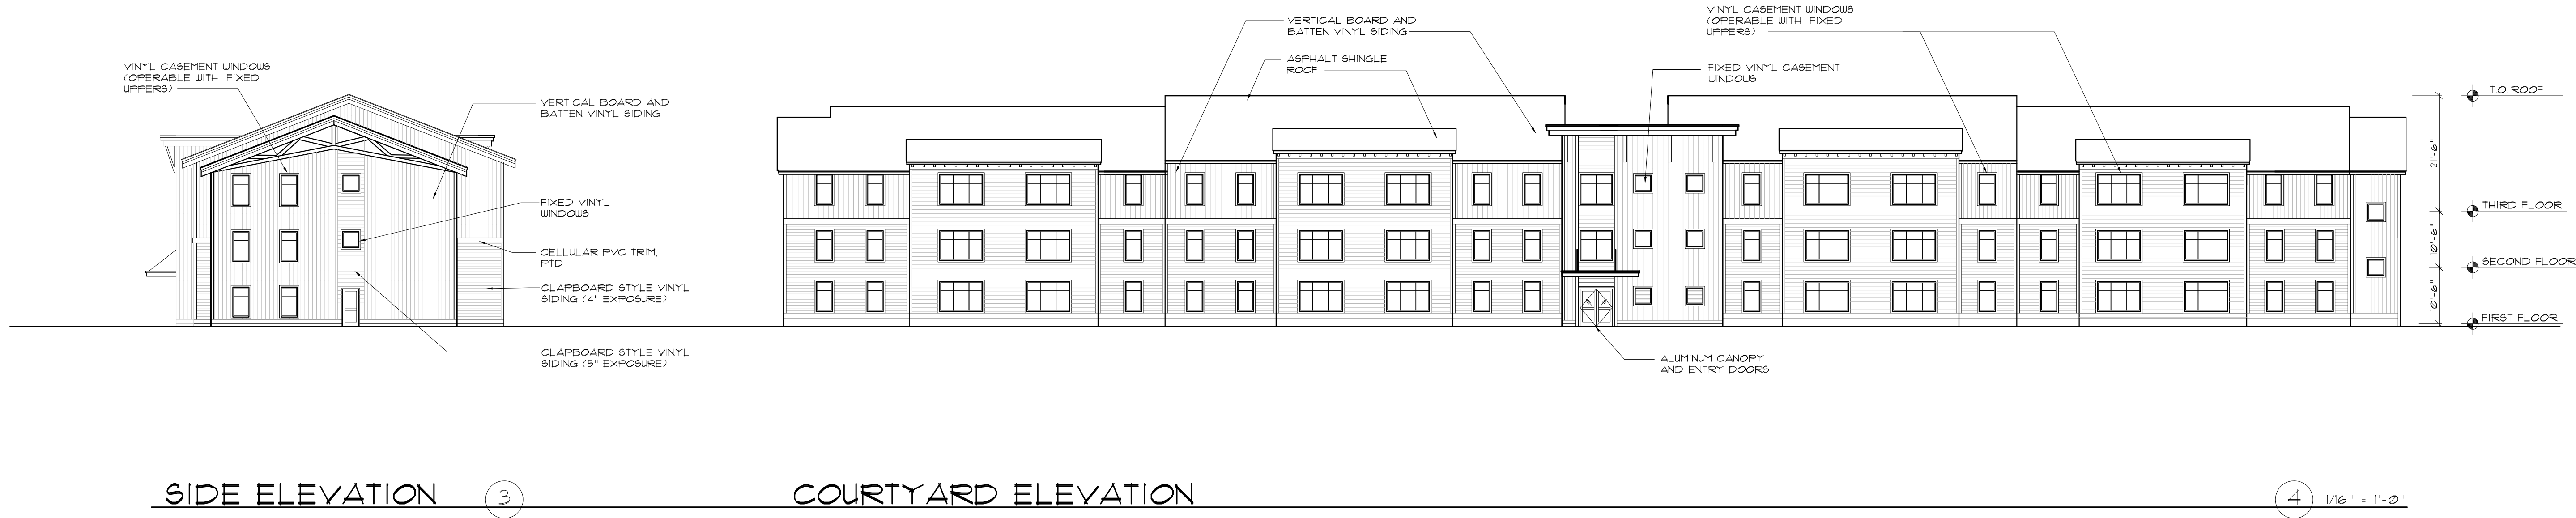 VINYL CASEMENT WINDOWS
(OPERABLE WITH FIXED
UPPERS)
VERTICAL BOARD AND
BATTEN VINYL SIDING
FIXED VINYL
WINDOWS
CELLULAR PVC TRIM,
PTD
CLAPBOARD STYLE VINYL
SIDING (4" EXPOSURE)
CLAPBOARD STYLE VINYL
SIDING (5" EXPOSURE)
VERTICAL BOARD AND
BATTEN VINYL SIDING
ASPHALT SHINGLE
ROOF
VINYL CASEMENT WINDOWS
(OPERABLE WITH FIXED
UPPERS)
FIXED VINYL CASEMENT
WINDOWS
ALUMINUM CANOPY
AND ENTRY DOORS
T.O. ROOF
21'-6"
THIRD FLOOR
10'-6"
SECOND FLOOR
10'-6"
FIRST FLOOR
SIDE ELEVATION 3
COURTYARD ELEVATION 4 1/16" = 1'-0"